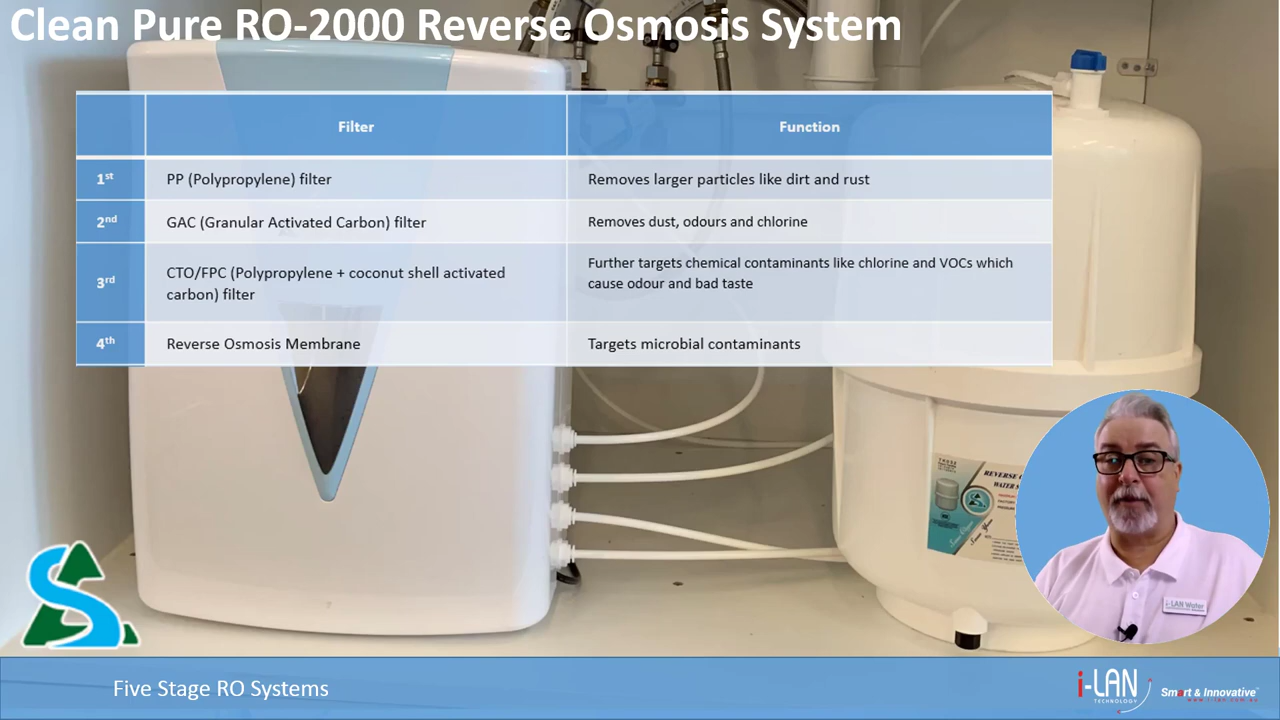 Clean Pure RO-2000 Reverse Osmosis System
Filter
Function
1st
PP (Polypropylene) filter
Removes larger particles like dirt and rust
2nd
GAC (Granular Activated Carbon) filter
Removes dust, odours and chlorine
3rd
CTO/FPC (Polypropylene + coconut shell activated
carbon) filter
Further targets chemical contaminants like chlorine and VOCs which
cause odour and bad taste
4th
Reverse Osmosis Membrane
Targets microbial contaminants
REVERSE
WATER
i-LAN Water
Five Stage RO Systems
i-LAN
TECHNOLOGY
Smart & Innovative